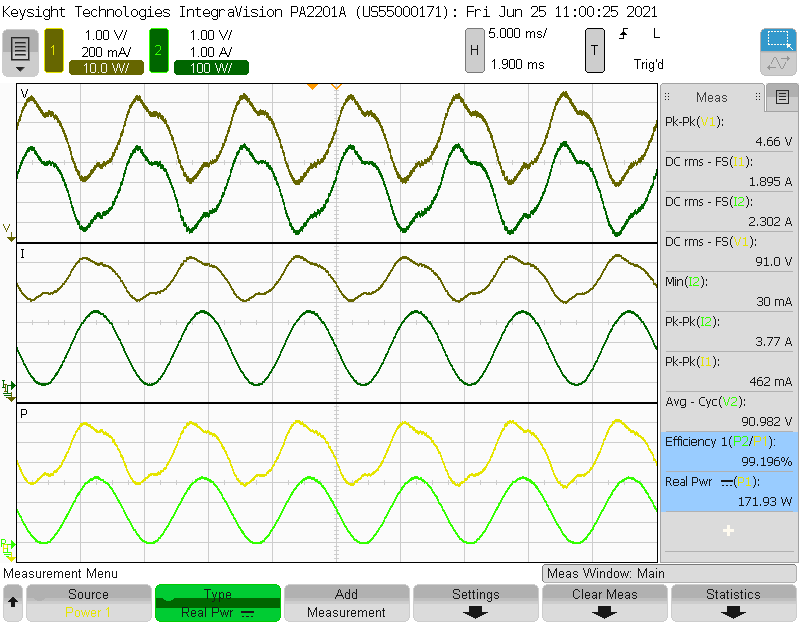 Keysight Technologies IntegraVision PA2201A (US55000171): Fri Jun 25 11:00:25 2021
1
1.00 V/
200 mA/
10.0 W/
2
1.00 V/
1.00 A/
100 W/
H
5.000 ms/
1.900 ms
T
L
Trig'd
V
I
P
V
I
P
Meas
Pk-Pk(V1):
4.66 V
DC rms - FS(I1):
1.895 A
DC rms - FS(I2):
2.302 A
DC rms - FS(V1):
91.0 V
Min(I2):
30 mA
Pk-Pk(I2):
3.77 A
Pk-Pk(I1):
462 mA
Avg - Cyc(V2):
90.982 V
Efficiency 1(P2/P ):
99.196%
Real Pwr (P1):
171.93 W
+
Measurement Menu
Meas Window: Main
Source
Power 1
Type
Real Pwr
Add
Measurement
Settings
Clear Meas
Statistics